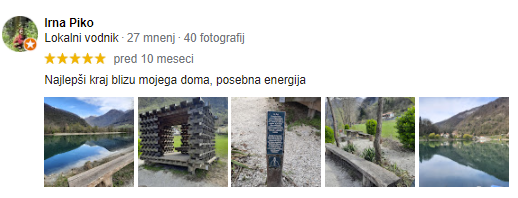 Irna Piko
Lokalni vodnik · 27 mnenj · 40 fotografij
pred 10 meseci
Najlepši kraj blizu mojega doma, posebna energija